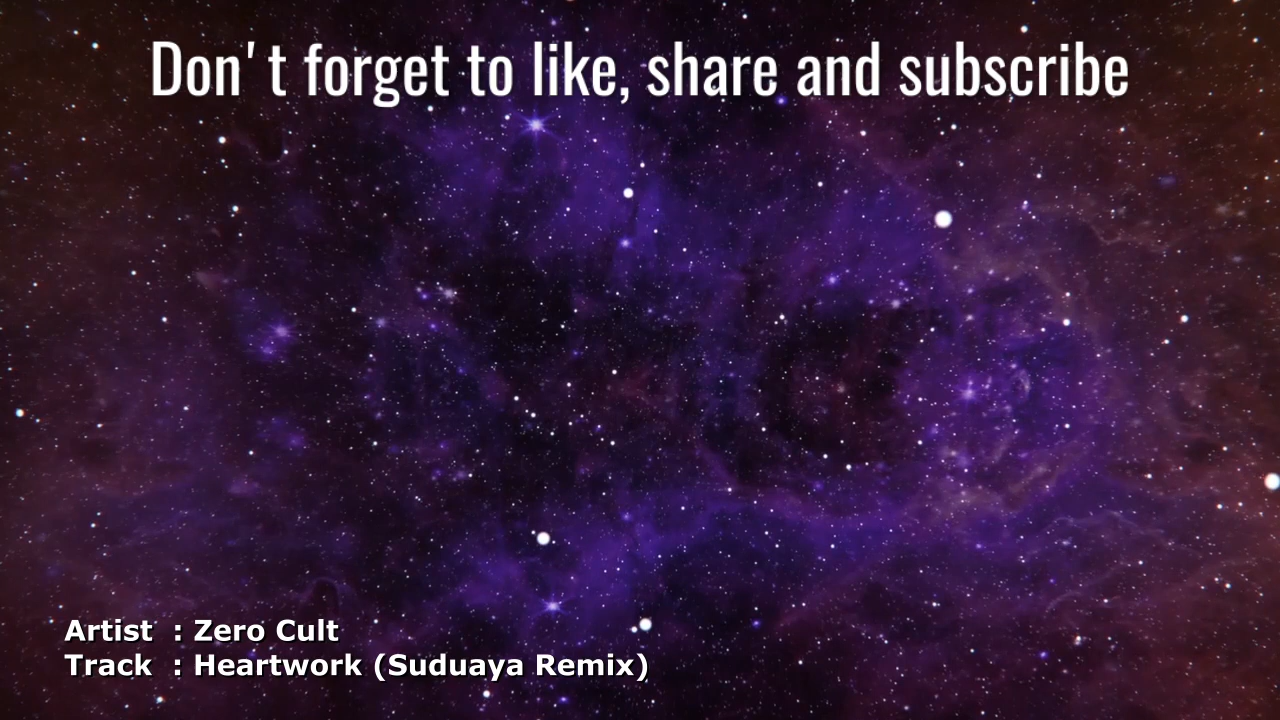 Don't forget to like, share and subscribe
Artist : Zero Cult
Track : Heartwork (Suduaya Remix)